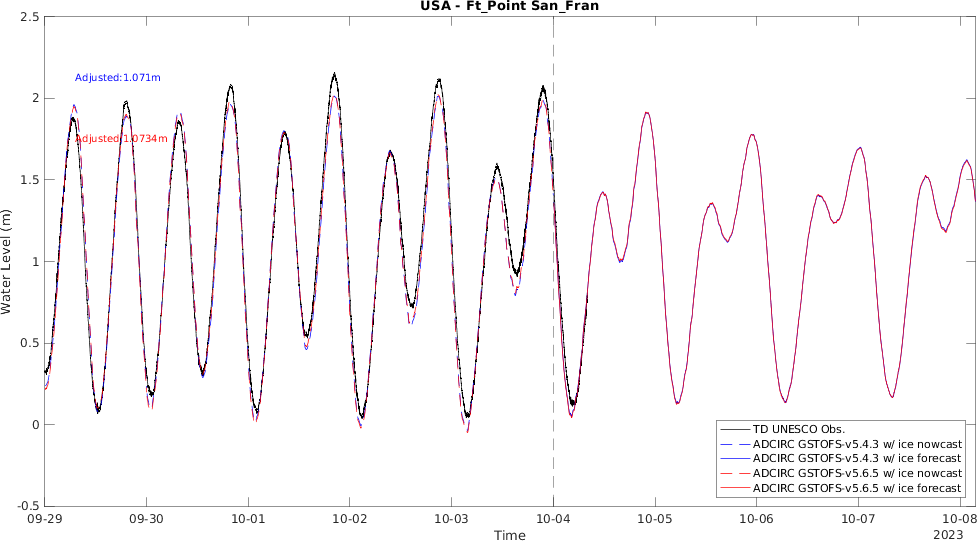 USA - Ft_Point San_Fran
2.5
2
1.5
1
0.5
0
-0.5
Water Level (m)
Adjusted:1.071m
Adjusted:1.0734m
TD UNESCO Obs.
ADCIRC GSTOFS-v5.4.3 w/ ice nowcast
ADCIRC GSTOFS-v5.4.3 w/ ice forecast
ADCIRC GSTOFS-v5.6.5 w/ ice nowcast
ADCIRC GSTOFS-v5.6.5 w/ ice forecast
09-29 09-30 10-01 10-02 10-03 10-04 10-05 10-06 10-07 10-08
Time
2023